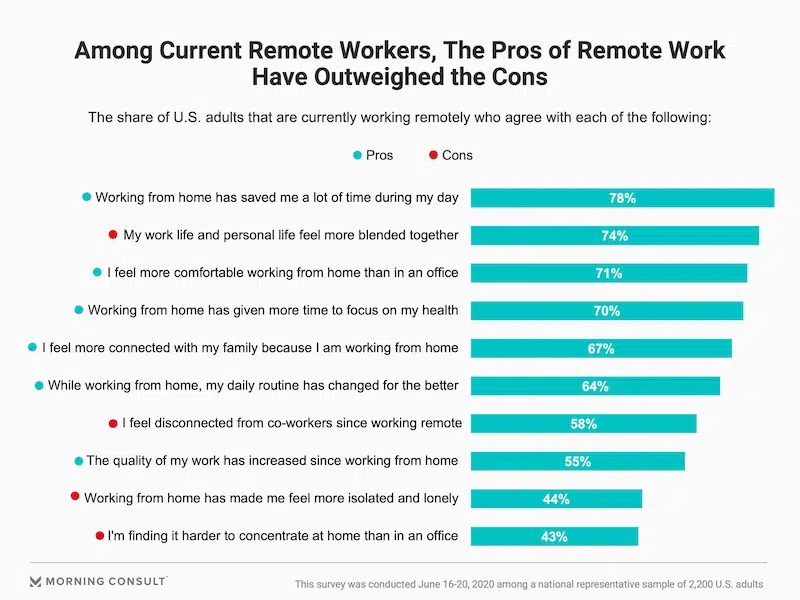 Among Current Remote Workers, The Pros of Remote Work
Have Outweighed the Cons
The share of U.S. adults that are currently working remotely who agree with each of the following:
Pros Cons
Working from home has saved me a lot of time during my day 78%
My work life and personal life feel more blended together 74%
I feel more comfortable working from home than in an office 71%
Working from home has given more time to focus on my health 70%
I feel more connected with my family because I am working from home 67%
While working from home, my daily routine has changed for the better 64%
I feel disconnected from co-workers since working remote 58%
The quality of my work has increased since working from home 55%
Working from home has made me feel more isolated and lonely 44%
I'm finding it harder to concentrate at home than in an office 43%
MORNING CONSULT
This survey was conducted June 16-20, 2020 among a national representative sample of 2,200 U.S. adults